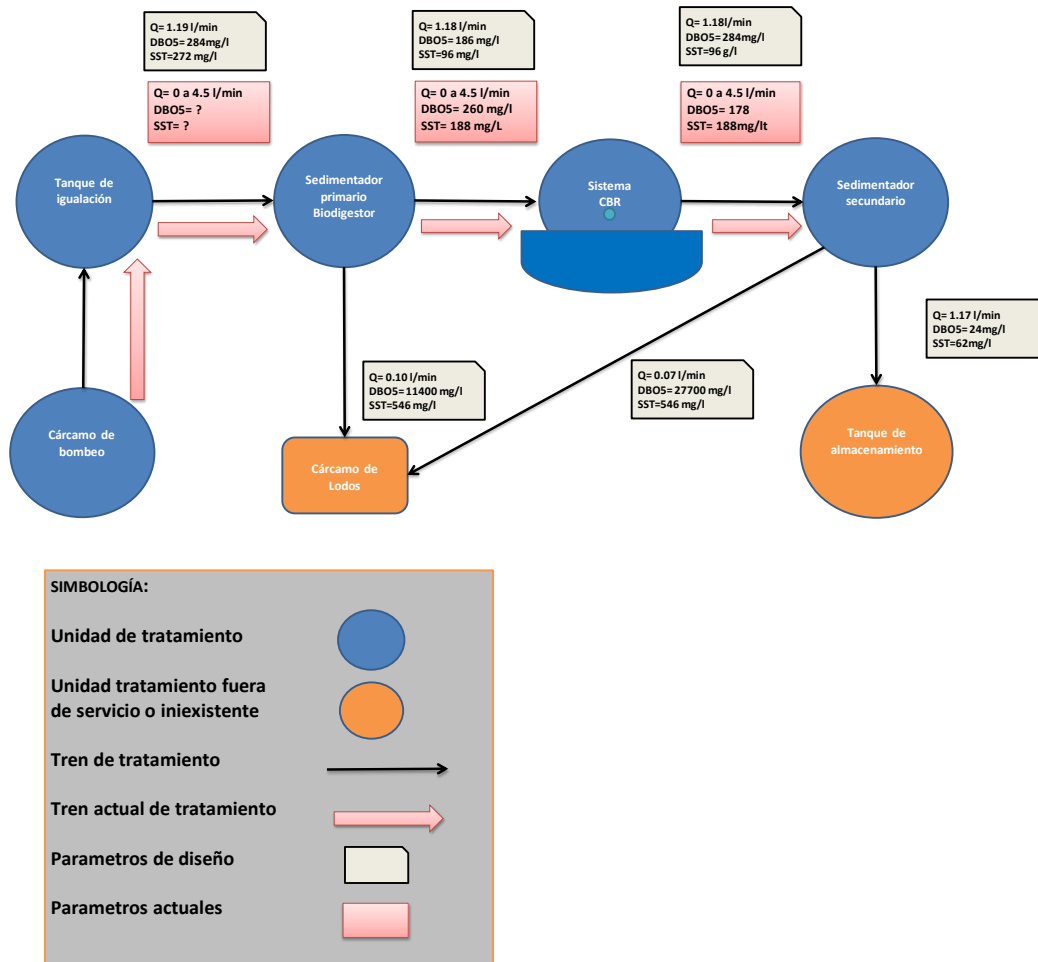 Q= 1.19 l/min
DBO5= 284mg/l
SST=272 mg/l
Q= 1.18 l/min
DBO5= 186 mg/l
SST=96 mg/l
Q= 1.18l/min
DBO5= 284mg/l
SST=96 g/l
Q= 0 a 4.5 l/min
DBO5= ?
SST= ?
Q= 0 a 4.5 l/min
DBO5= 260 mg/l
SST= 188 mg/L
Q= 0 a 4.5 l/min
DBO5= 178
SST= 188mg/lt
Tanque de
igualación
Sedimentador
primario
Biodigestor
Sistema
CBR
Sedimentador
secundario
Q= 1.17 l/min
DBO5= 24mg/l
SST=62mg/l
Q= 0.10 l/min
DBO5= 11400 mg/l
SST=546 mg/l
Q= 0.07 l/min
DBO5= 27700 mg/l
SST=546 mg/l
Cárcamo de
bombeo
Cárcamo de
Lodos
Tanque de
almacenamiento
SIMBOLOGÍA:
Unidad de tratamiento
Unidad tratamiento fuera
de servicio o iniexistente
Tren de tratamiento
Tren actual de tratamiento
Parametros de diseño
Parametros actuales